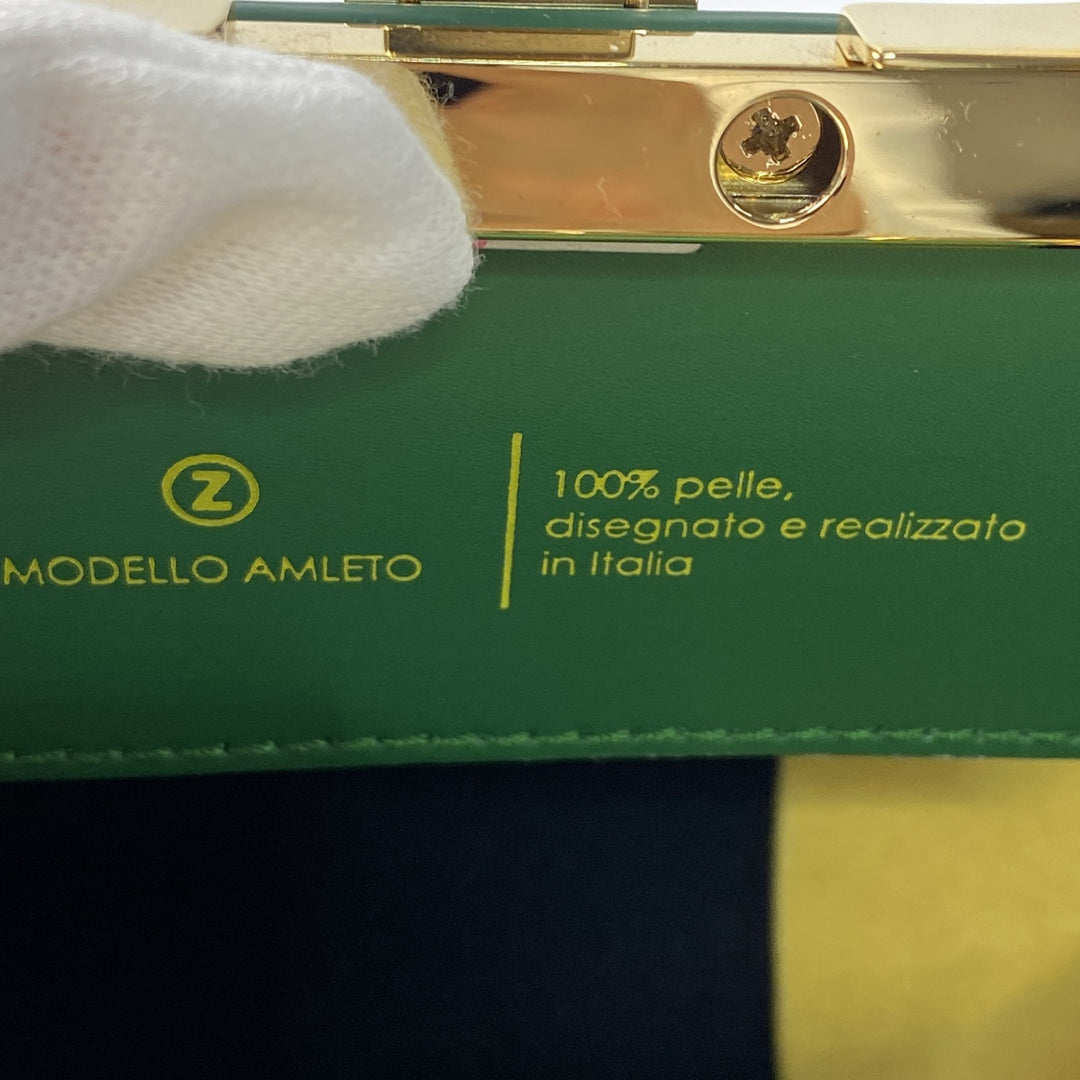 Z
MODELLO AMLETO
100% pelle,
disegnato e realizzato
in Italia